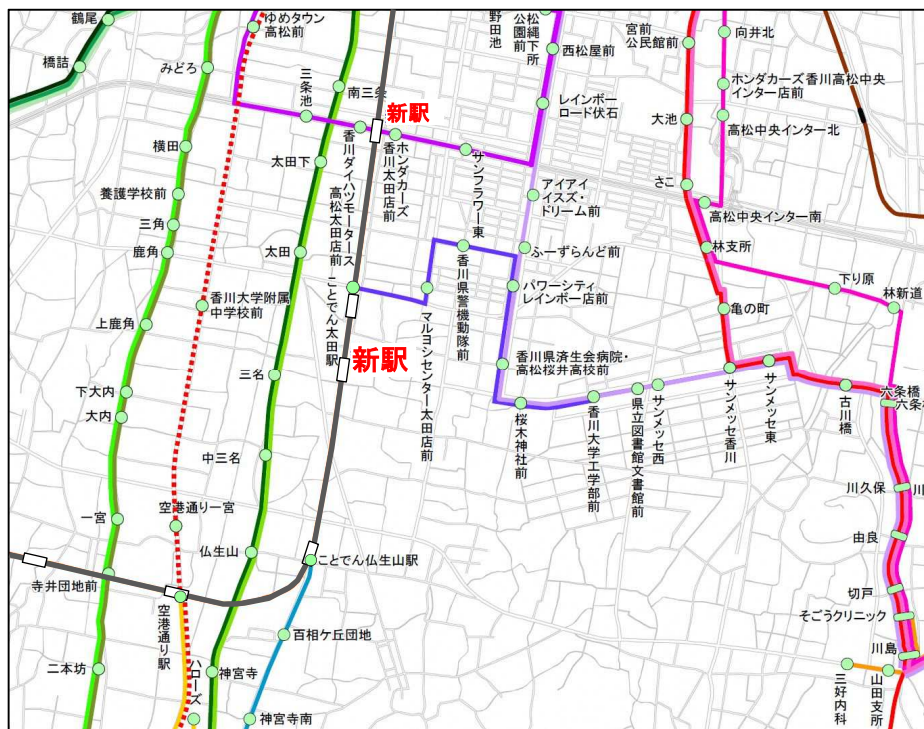 鶴尾
橋詰
みどろ
横田
養護学校前
三角
鹿角
上鹿角
下大内
大内
一宮
寺井団地前
二本坊
ゆめタウン
高松前
三条池
南三条
太田下
太田
香川大学附属
中学校前
三名
中三名
空港通り一宮
仏生山
空港通り駅
ハローズ
神宮寺
神宮寺南
百相ケ丘団地
ことでん仏生山駅
新駅
香川ダイハツモータース
高松太田店前
ホンダカーズ
香川太田店前
ことでん太田駅
新駅
サンフラワー東
マルヨシセンター太田店前
香川県警機動隊前
野田池
松縄下所
公園前
西松屋前
レインボー
ロード伏石
アイアイ
イスズ・
ドリーム前
ふーずらんど前
パワーシティ
レインボー店前
香川県済生会病院・
高松桜井高校前
桜木神社前
香川大学工学部前
県立図書館文書館前
サンメッセ西
サンメッセ香川
サンメッセ東
宮前
公民館前
大池
さこ
向井北
ホンダカーズ香川高松中央
インター店前
高松中央インター北
高松中央インター南
林支所
亀の町
下り原
林新道
古川橋
六条橋
六条
川久保
川
由良
切戸
そごうクリニック
川島
三好内科
山田支所